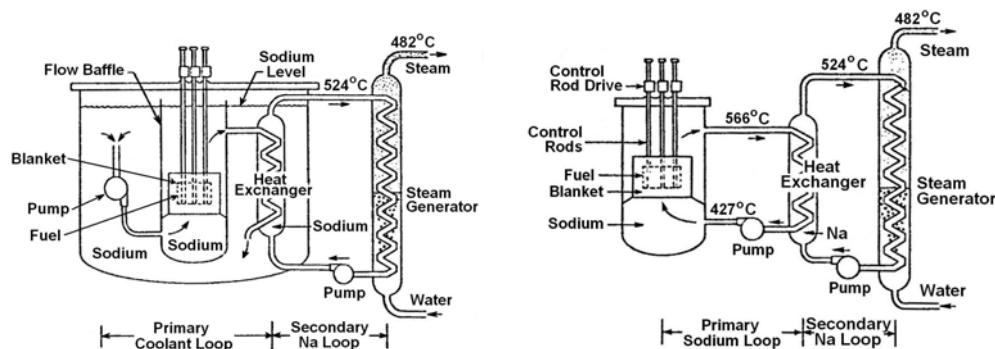 482°C
Steam
Sodium
Level
Flow Baffle
524°C
Blanket
Heat
Exchanger
Pump
Fuel
Sodium
Sodium
Sodium
Steam
Generator
Pump
Water
Primary
Coolant Loop
Secondary
Na Loop
482°C
Steam
Control
Rod Drive
524°C
566°C
Control
Rods
Fuel
Blanket
Heat
Exchanger
Steam
Generator
427°C
Sodium
Pump
Na
Pump
Water
Primary
Sodium Loop
Secondary
Na Loop